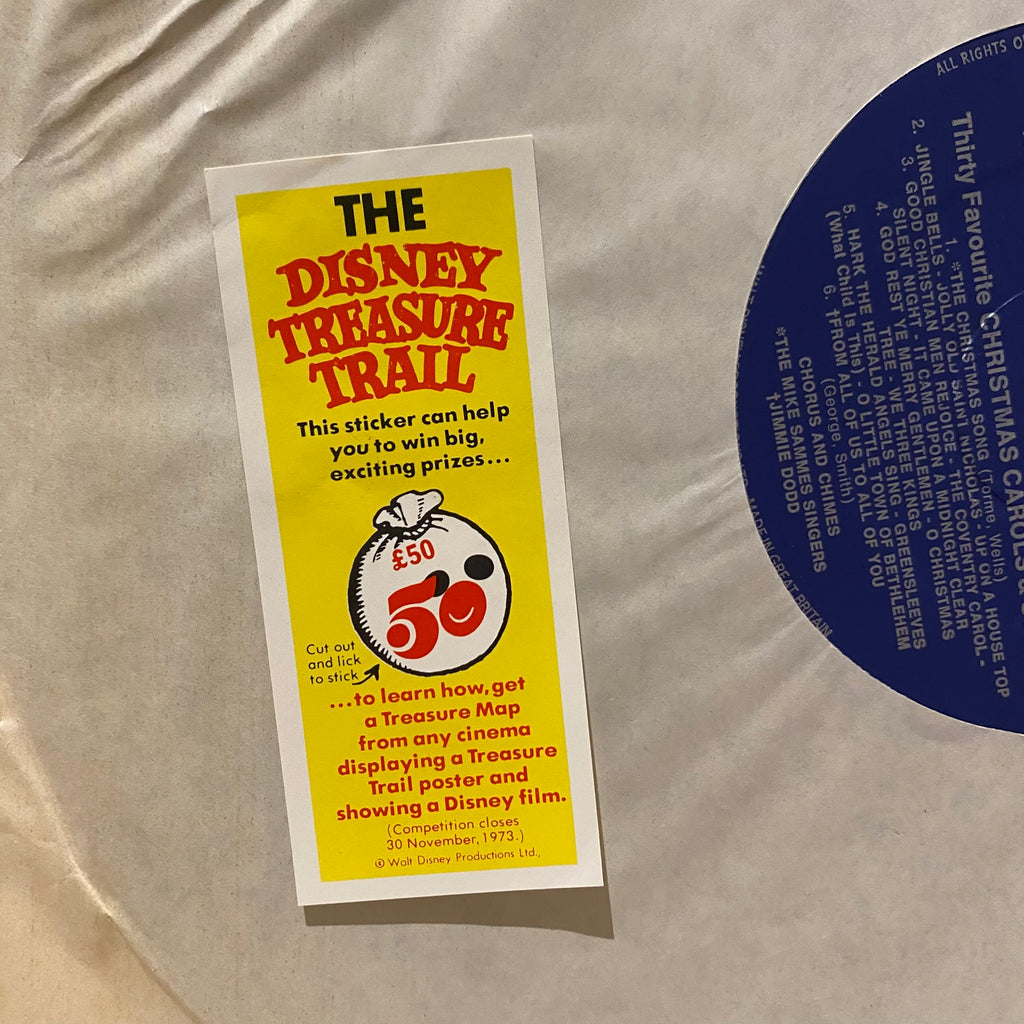 THE
DISNEY
TREASURE
TRAIL
This sticker can help
you to win big,
exciting prizes...
£50
50
Cut out
and lick
to stick
...to learn how, get
a Treasure Map
from any cinema
displaying a Treasure
Trail poster and
showing a Disney film.
(Competition closes
30 November, 1973.)
© Walt Disney Productions Ltd.,
ALL RIGHTS
Thirty Favourite CHRISTMAS CAROLS &
1. *THE CHRISTMAS SONG (Torme, Wells)
2. JINGLE BELLS - JOLLY OLD SAINT NICHOLAS - UP ON A HOUSE TOP
3. GOOD CHRISTIAN MEN REJOICE - THE COVENTRY CAROL -
SILENT NIGHT - IT CAME UPON A MIDNIGHT CLEAR
4. GOD REST YE MERRY GENTLEMEN - O CHRISTMAS
TREE - WE THREE KINGS - GREENSLEEVES
(What Child Is This) - O LITTLE TOWN OF BETHLEHEM
5. HARK THE HERALD ANGELS SING -
6. †FROM ALL OF US TO ALL OF YOU
(George, Smith)
CHORUS AND CHIMES
*THE MIKE SAMMES SINGERS
†JIMMIE DODD
MADE IN GREAT BRITAIN